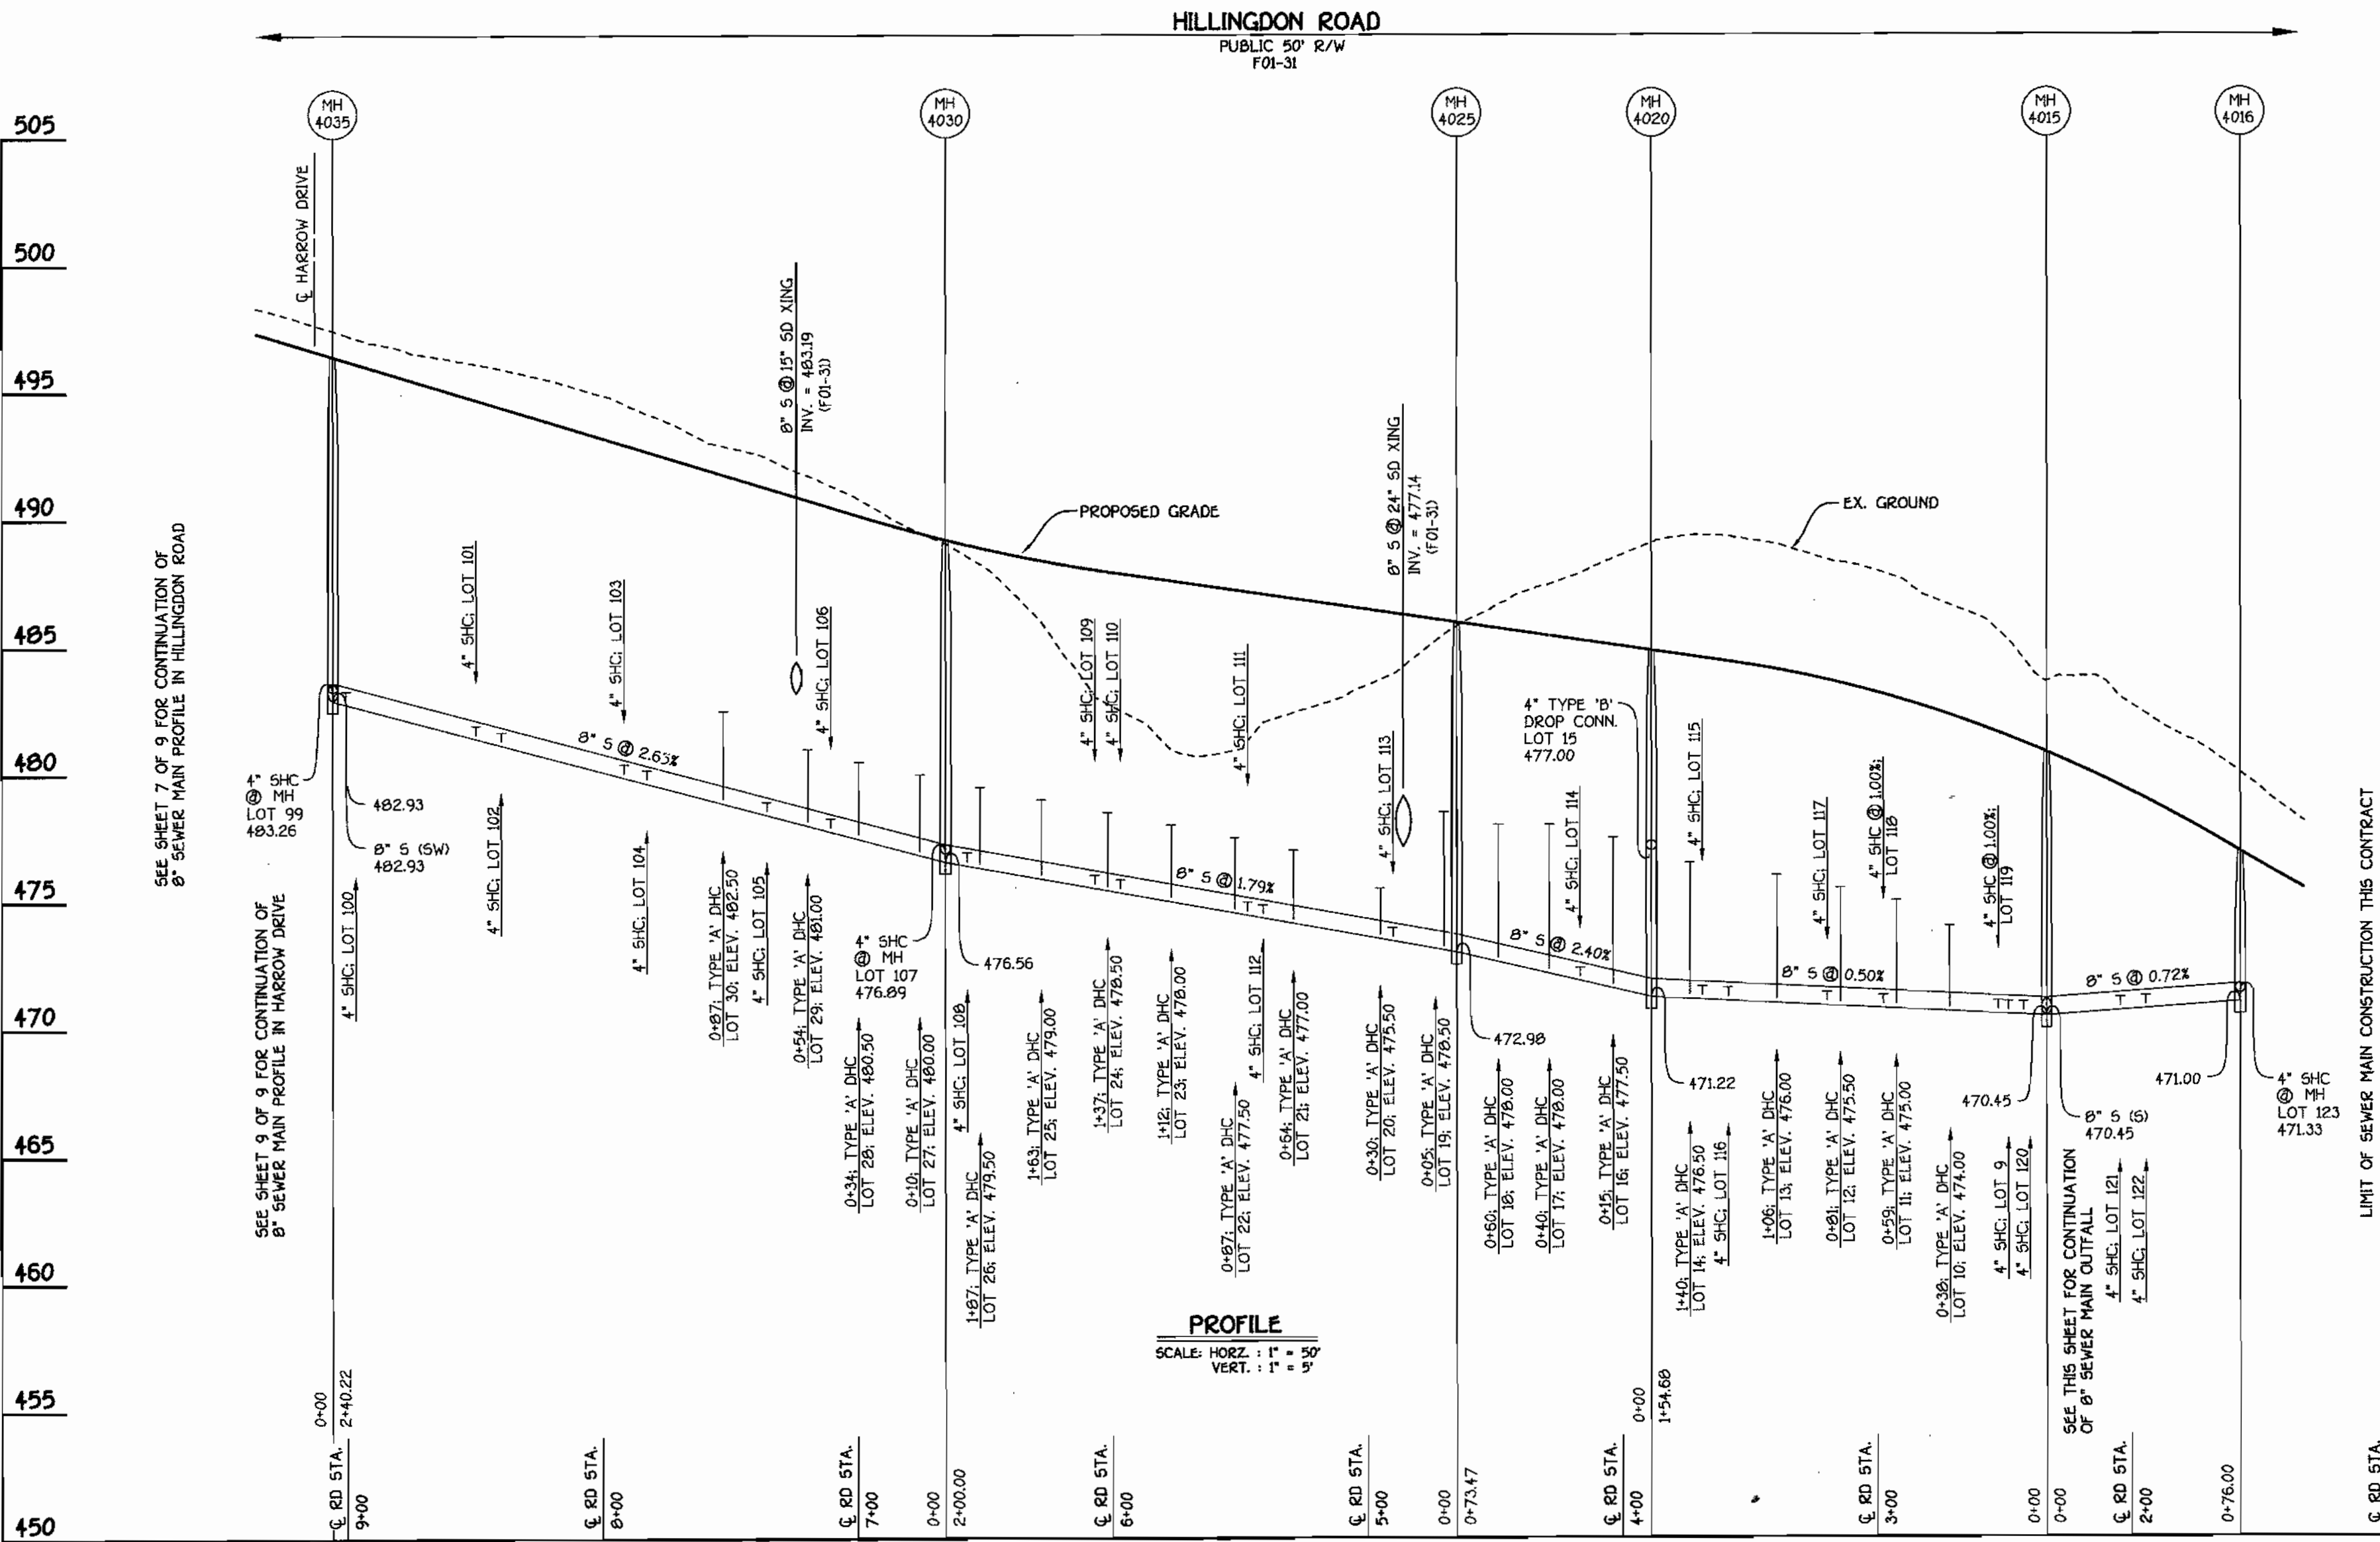 HILLINGDON ROAD
PUBLIC 50' R/W
F01-31
MH
4035
MH
4030
MH
4025
MH
4020
MH
4015
MH
4016
505
500
495
490
485
480
475
470
465
460
455
450
℄ HARROW DRIVE
8" S @ 15" SD XING
INV. = 483.19
(F01-31)
8" S @ 24" SD XING
INV. = 477.14
(F01-31)
PROPOSED GRADE
EX. GROUND
SEE SHEET 7 OF 9 FOR CONTINUATION OF
8" SEWER MAIN PROFILE IN HILLINGDON ROAD
SEE SHEET 9 OF 9 FOR CONTINUATION OF
8" SEWER MAIN PROFILE IN HARROW DRIVE
4" SHC
@ MH
LOT 99
483.26
482.93
8" S (SW)
482.93
4" SHC; LOT 100
4" SHC; LOT 101
4" SHC; LOT 102
4" SHC; LOT 103
8" S @ 2.65%
4" SHC; LOT 104
0+87; TYPE 'A' DHC
LOT 30; ELEV. 482.50
4" SHC; LOT 105
0+54; TYPE 'A' DHC
LOT 29; ELEV. 481.00
4" SHC; LOT 106
0+34; TYPE 'A' DHC
LOT 28; ELEV. 480.50
4" SHC
@ MH
LOT 107
476.89
0+10; TYPE 'A' DHC
LOT 27; ELEV. 480.00
476.56
4" SHC; LOT 108
1+87; TYPE 'A' DHC
LOT 26; ELEV. 479.50
1+63; TYPE 'A' DHC
LOT 25; ELEV. 479.00
4" SHC; LOT 109
4" SHC; LOT 110
1+37; TYPE 'A' DHC
LOT 24; ELEV. 478.50
1+12; TYPE 'A' DHC
LOT 23; ELEV. 478.00
8" S @ 1.79%
4" SHC; LOT 111
0+87; TYPE 'A' DHC
LOT 22; ELEV. 477.50
4" SHC; LOT 112
0+64; TYPE 'A' DHC
LOT 21; ELEV. 477.00
4" SHC; LOT 113
0+30; TYPE 'A' DHC
LOT 20; ELEV. 475.50
0+05; TYPE 'A' DHC
LOT 19; ELEV. 478.50
472.98
8" S @ 2.40%
0+60; TYPE 'A' DHC
LOT 18; ELEV. 478.00
0+40; TYPE 'A' DHC
LOT 17; ELEV. 478.00
4" SHC; LOT 114
4" TYPE 'B'
DROP CONN.
LOT 15
477.00
0+15; TYPE 'A' DHC
LOT 16; ELEV. 477.50
471.22
4" SHC; LOT 115
1+40; TYPE 'A' DHC
LOT 14; ELEV. 476.50
4" SHC; LOT 116
1+06; TYPE 'A' DHC
LOT 13; ELEV. 476.00
8" S @ 0.50%
4" SHC; LOT 117
0+81; TYPE 'A' DHC
LOT 12; ELEV. 475.50
4" SHC @ 1.00%;
LOT 118
0+59; TYPE 'A' DHC
LOT 11; ELEV. 475.00
0+38; TYPE 'A' DHC
LOT 10; ELEV. 474.00
4" SHC @ 1.00%;
LOT 119
4" SHC; LOT 9
4" SHC; LOT 120
470.45
8" S (S)
470.45
8" S @ 0.72%
SEE THIS SHEET FOR CONTINUATION
OF 8" SEWER MAIN OUTFALL
4" SHC; LOT 121
4" SHC; LOT 122
471.00
4" SHC
@ MH
LOT 123
471.33
LIMIT OF SEWER MAIN CONSTRUCTION THIS CONTRACT
PROFILE
SCALE: HORZ. : 1" = 50'
VERT. : 1" = 5'
0+00
2+40.22
℄ RD STA.
9+00
℄ RD STA.
8+00
℄ RD STA.
7+00
0+00
2+00.00
℄ RD STA.
6+00
℄ RD STA.
5+00
0+00
0+73.47
℄ RD STA.
4+00
0+00
1+54.68
℄ RD STA.
3+00
0+00
0+00
℄ RD STA.
2+00
0+76.00
℄ RD STA.